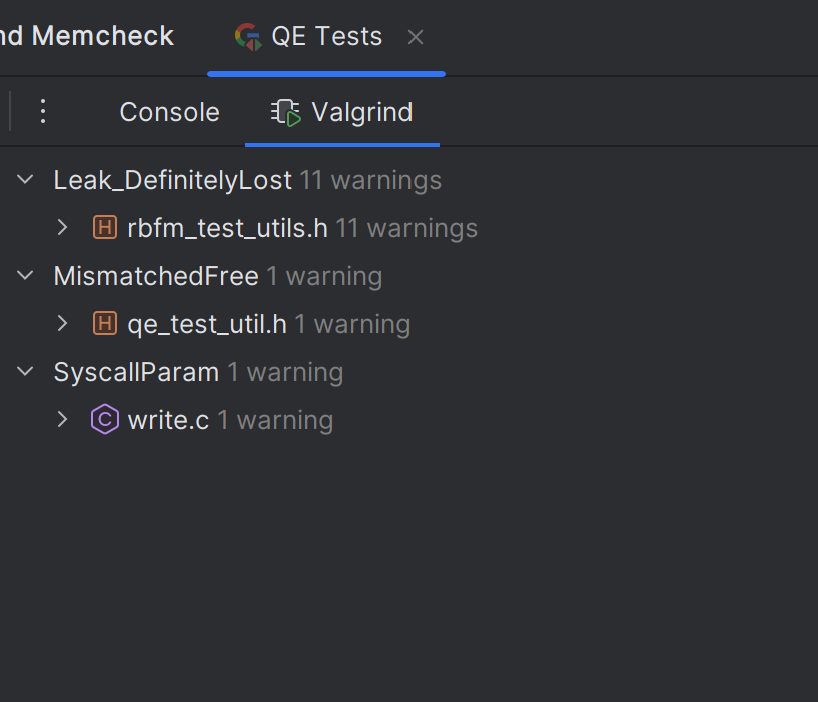 nd Memcheck QE Tests
Console Valgrind
Leak_DefinitelyLost 11 warnings
H rbfm_test_utils.h 11 warnings
MismatchedFree 1 warning
H qe_test_util.h 1 warning
SyscallParam 1 warning
C write.c 1 warning